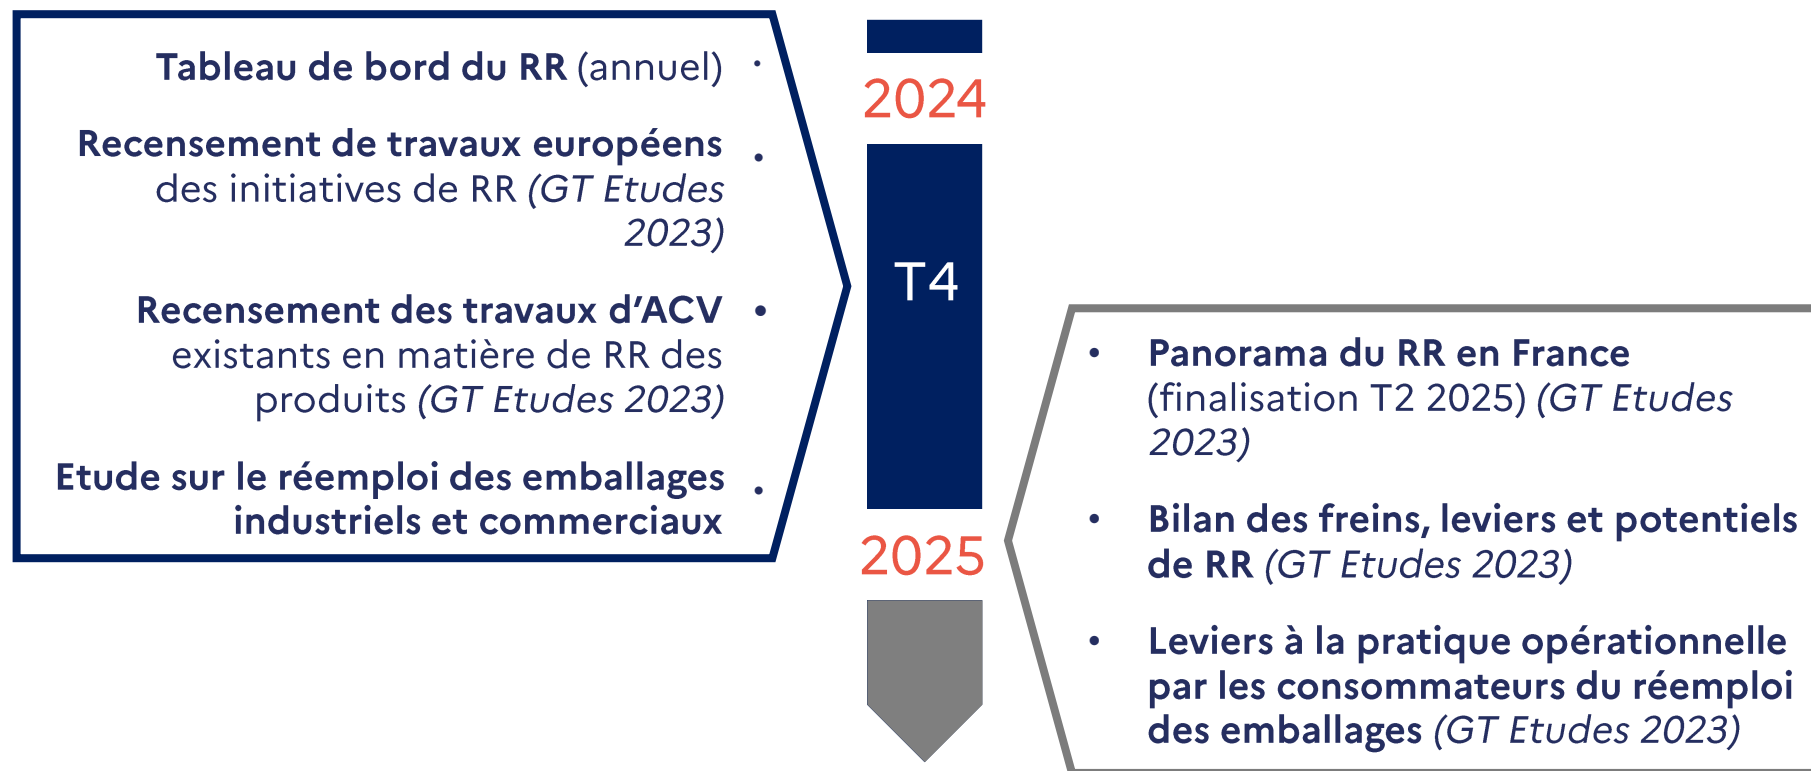 • Tableau de bord du RR (annuel)
• Recensement de travaux européens
des initiatives de RR (GT Etudes
2023)
• Recensement des travaux d’ACV
existants en matière de RR des
produits (GT Etudes 2023)
• Etude sur le réemploi des emballages
industriels et commerciaux
2024
T4
2025
• Panorama du RR en France
(finalisation T2 2025) (GT Etudes
2023)
• Bilan des freins, leviers et potentiels
de RR (GT Etudes 2023)
• Leviers à la pratique opérationnelle
par les consommateurs du réemploi
des emballages (GT Etudes 2023)